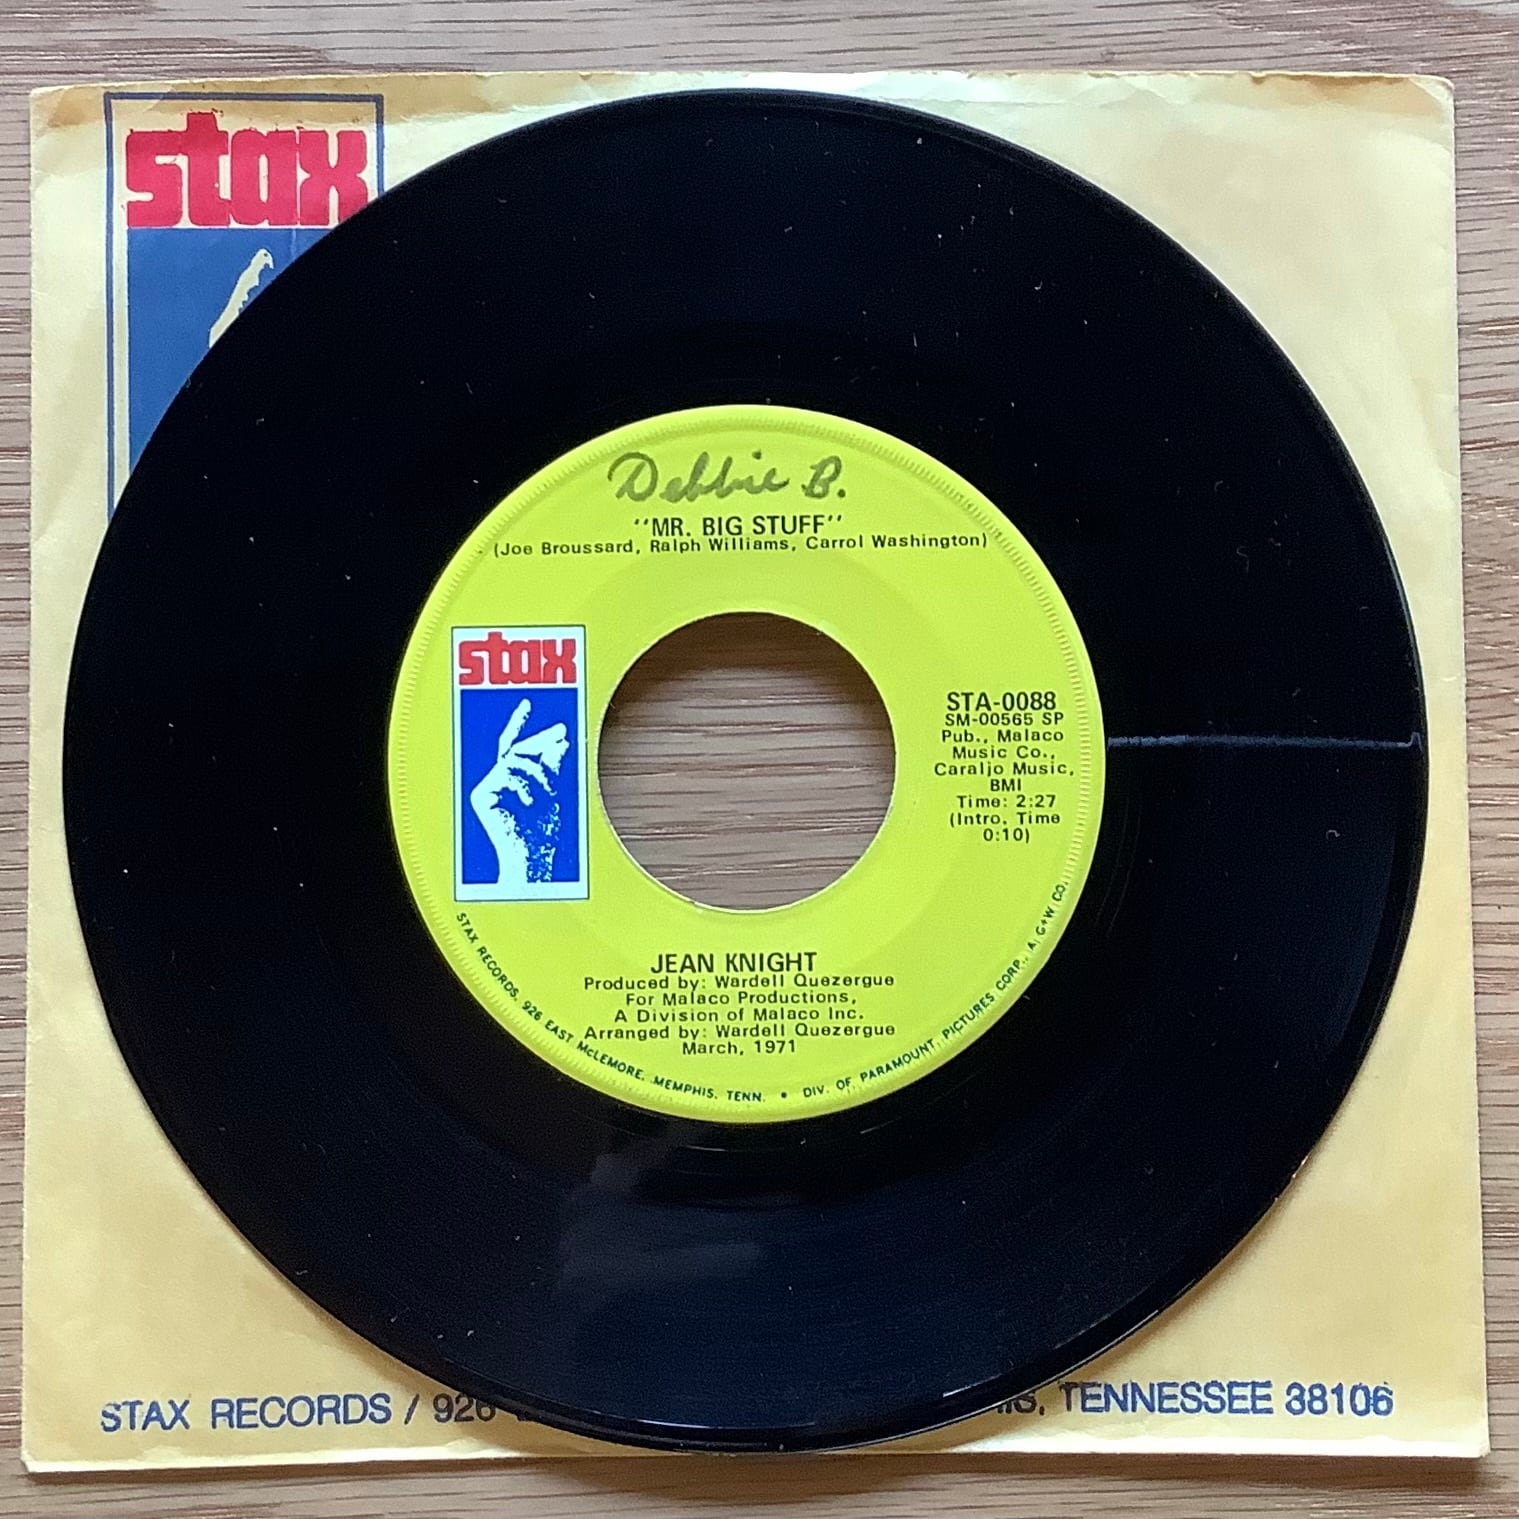 stax
Debbie B.
"MR. BIG STUFF"
(Joe Broussard, Ralph Williams, Carrol Washington)
stax
STA-0088
SM-00565 SP
Pub., Malaco
Music Co.,
Caraljo Music,
BMI
Time: 2:27
(Intro, Time
0:10)
JEAN KNIGHT
Produced by: Wardell Quezergue
For Malaco Productions,
A Division of Malaco Inc.
Arranged by: Wardell Quezergue
March, 1971
STAX RECORDS, 926 EAST McLEMORE, MEMPHIS, TENN. • DIV. OF PARAMOUNT PICTURES CORP., A G+W CO.
STAX RECORDS / 926 TENNESSEE 38106